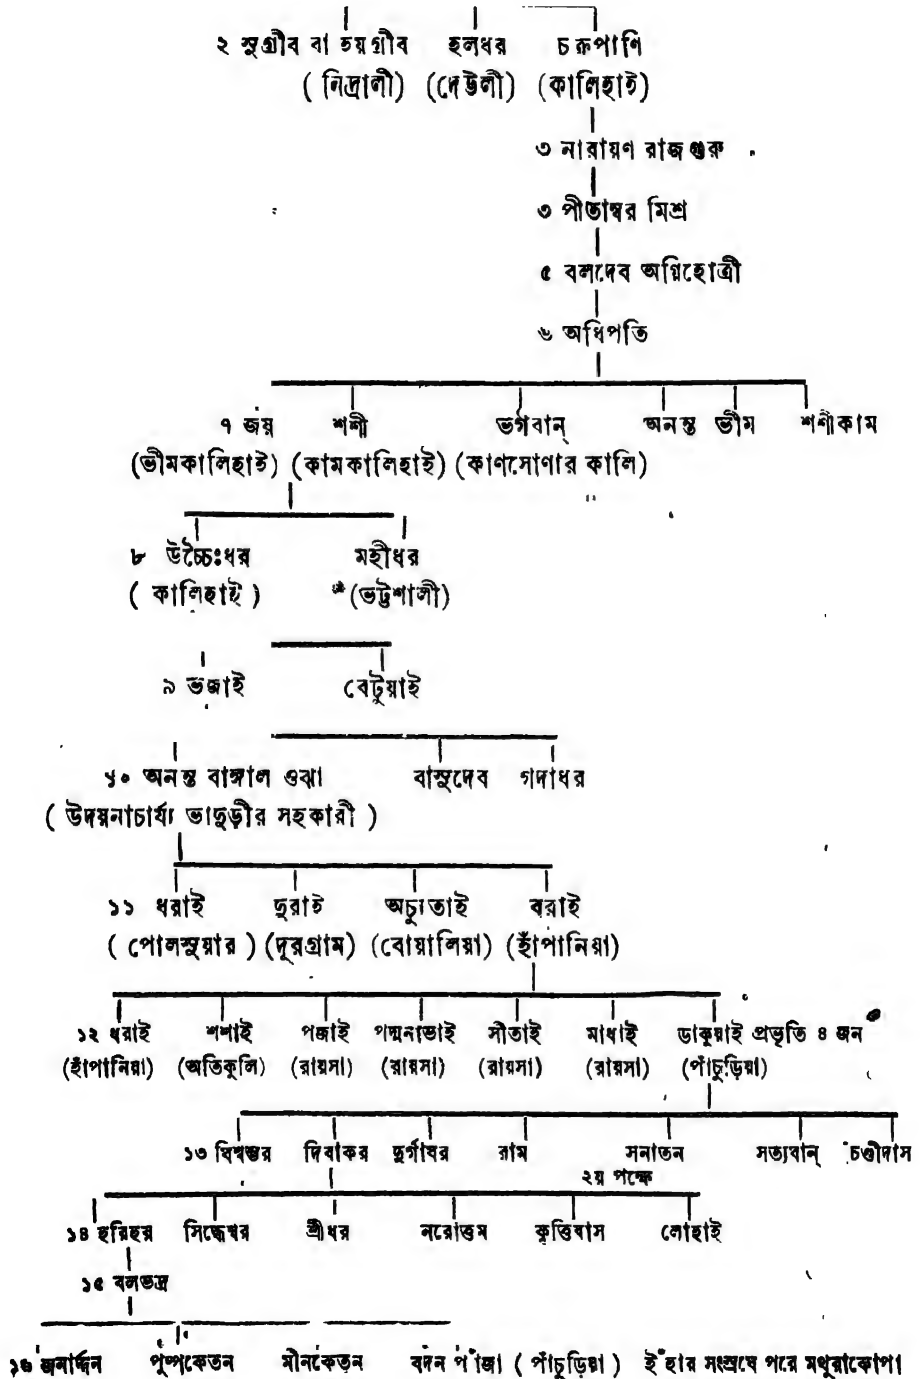 ২ সুগ্রীব বা হয়গ্রীব হলধর চক্রপাণি
( নিদ্রালী) (দেউলী) (কালিহাই)
৩ নারায়ণ রাজগুরু
৩ পীতাম্বর মিশ্র
৫ বলদেব অগ্নিহোত্রী
৬ অধিপতি
৭ জয় শশী ভগবান্ অনন্ত ভীম শশীকাম
(ভীমকালিহাই) (কামকালিহাই) (কাণসোণার কালি)
৮ উচ্চৈঃধর মহীধর
( কালিহাই ) (ভট্টশালী)
৯ ভজাই বেটুয়াই
১০ অনন্ত বাঙ্গাল ওঝা বাসুদেব গদাধর
( উদয়নাচার্য্য ভাদুড়ীর সহকারী )
১১ ধরাই দুরাই অচ্যুতাই বরাই
( পোলসুয়ার ) (দূরগ্রাম) (বোয়ালিয়া) (হাঁপানিয়া)
১২ ধরাই শশাই পজাই পদ্মনাভাই সীতাই মাধাই ডাকুয়াই প্রভৃতি ৪ জন
(হাঁপানিয়া) (অতিকুলি) (রায়সা) (রায়সা) (রায়সা) (রায়সা) (পাঁচুড়িয়া)
১৩ বিশ্বম্ভর দিবাকর দুর্গাবর রাম সনাতন সত্যবান্ চণ্ডীদাস
২য় পক্ষে
১৪ হরিহর সিদ্ধেশ্বর শ্রীধর নরোত্তম কৃত্তিবাস লোহাই
১৫ বলভদ্র
১৬ জনার্দ্দন পুষ্পকেতন মীনকেতন বদন পাঁজা ( পাঁচুড়িয়া ) ইঁহার সংস্রবে পরে মথুরাকোপা